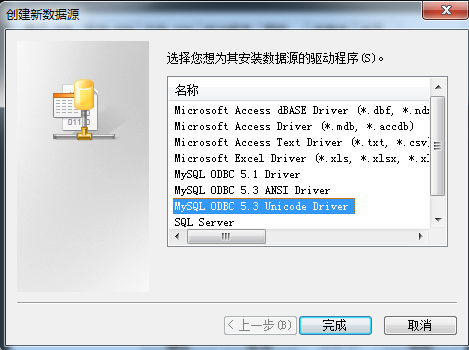 创建新数据源
选择您想为其安装数据源的驱动程序(S)。
名称
Microsoft Access dBASE Driver (*.dbf, *.ndx
Microsoft Access Driver (*.mdb, *.accdb)
Microsoft Access Text Driver (*.txt, *.csv)
Microsoft Excel Driver (*.xls, *.xlsx, *.xl
MySQL ODBC 5.1 Driver
MySQL ODBC 5.3 ANSI Driver
MySQL ODBC 5.3 Unicode Driver
SQL Server
< 上一步(B)
完成
取消